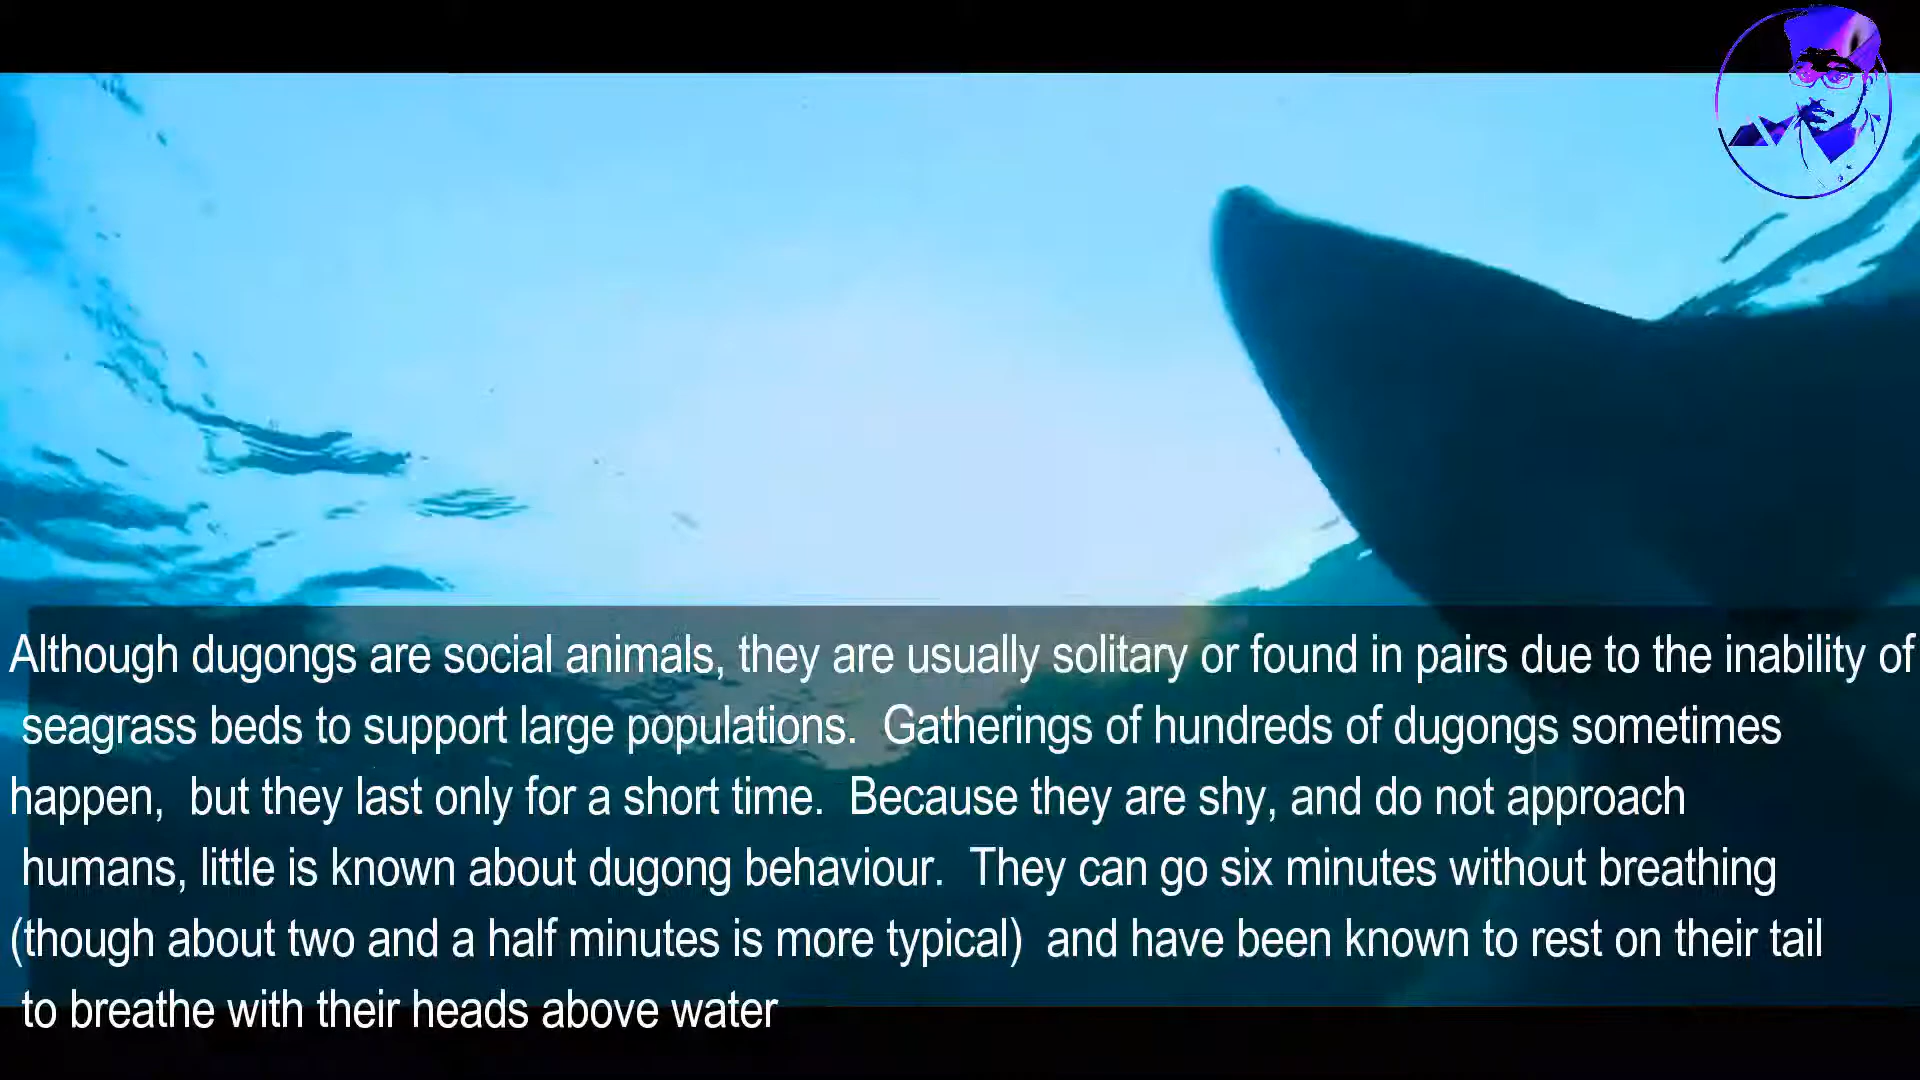 Although dugongs are social animals, they are usually solitary or found in pairs due to the inability of
seagrass beds to support large populations.  Gatherings of hundreds of dugongs sometimes
happen,  but they last only for a short time.  Because they are shy, and do not approach
humans, little is known about dugong behaviour.  They can go six minutes without breathing
(though about two and a half minutes is more typical)  and have been known to rest on their tail
to breathe with their heads above water